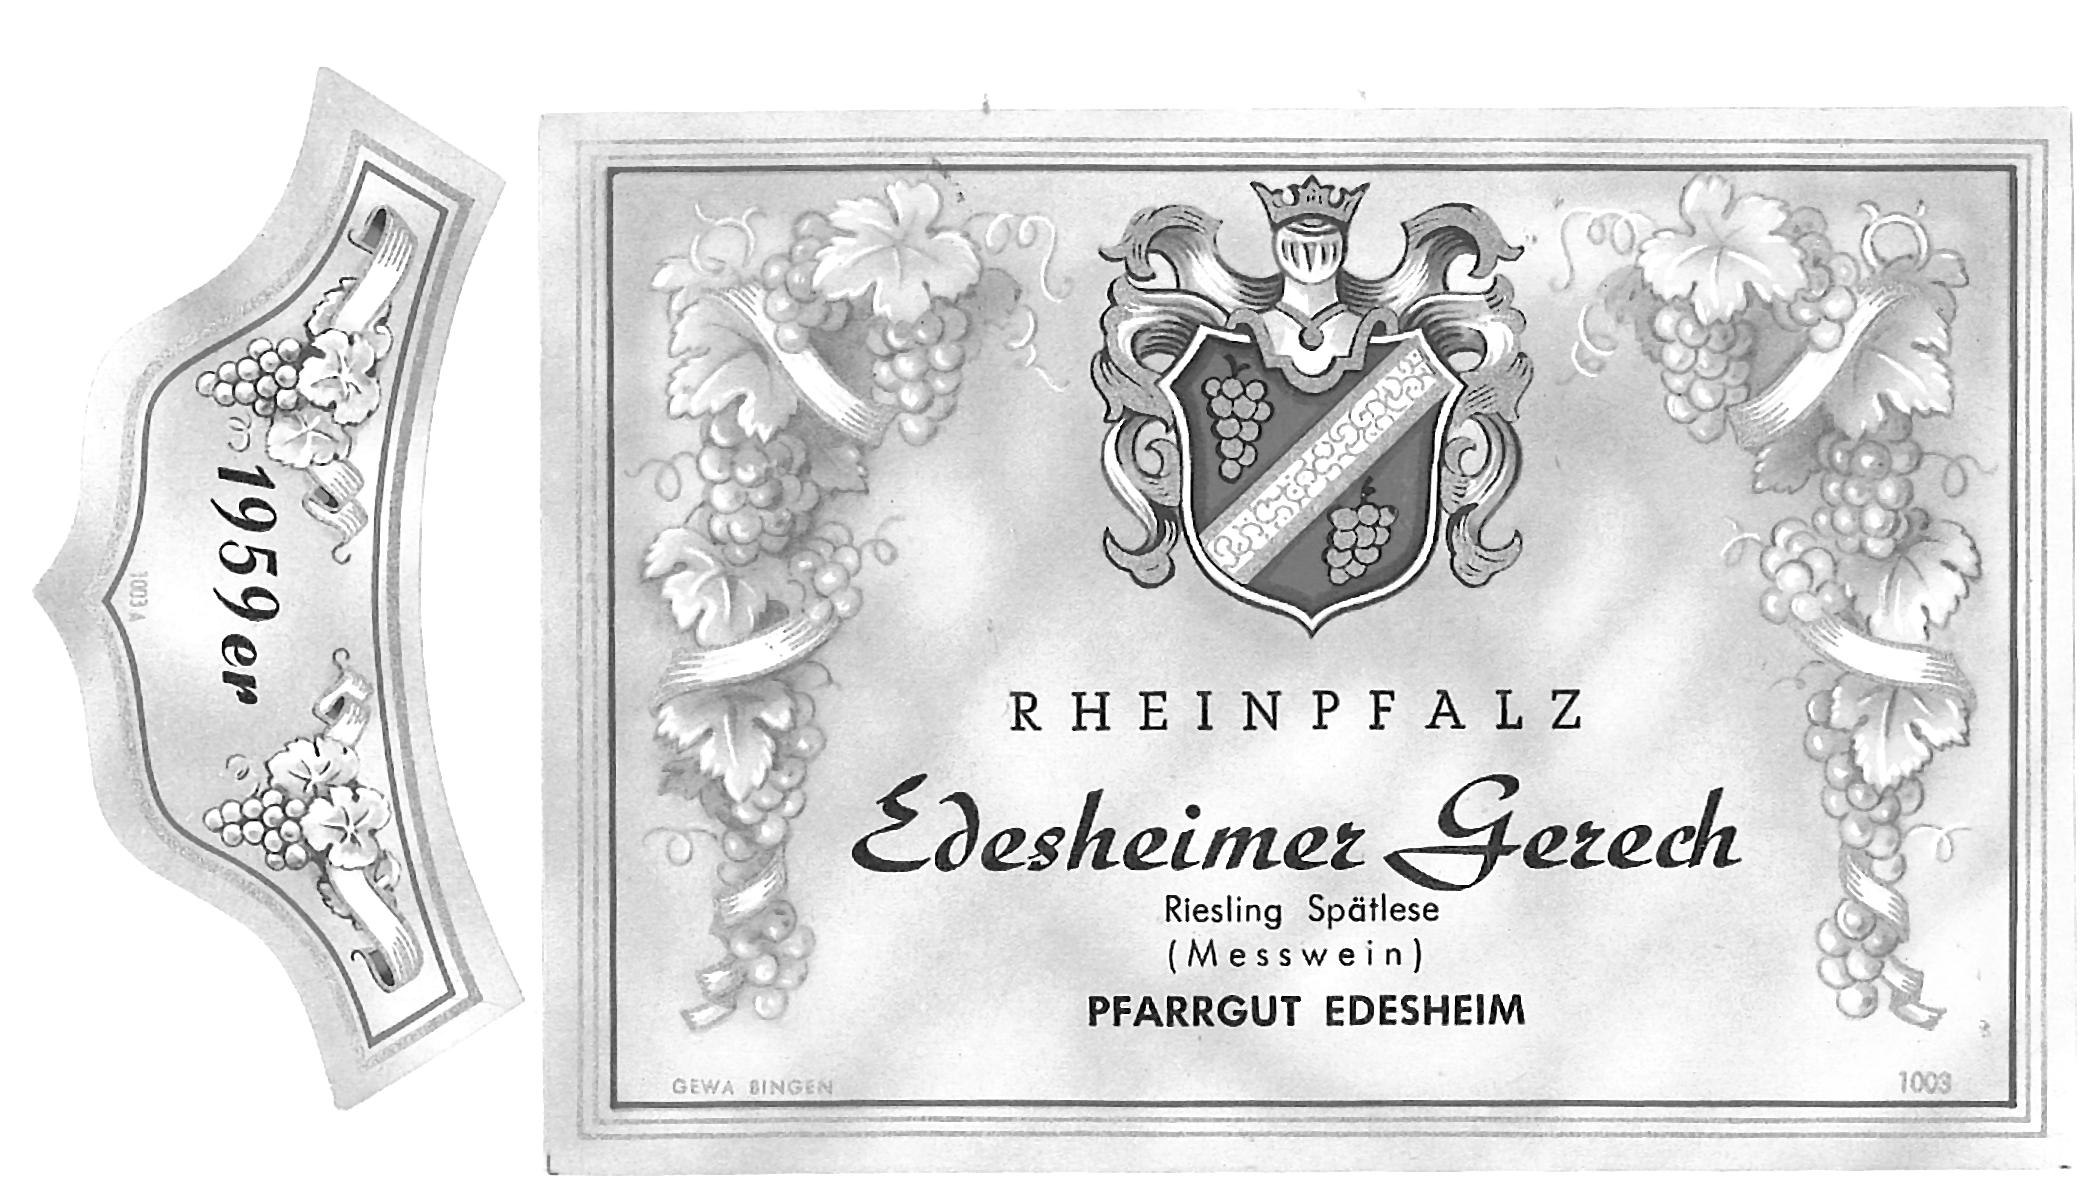 1959er
1003 A
RHEINPFALZ
Edesheimer Gerech
Riesling Spätlese
(Messwein)
PFARRGUT EDESHEIM
GEWA BINGEN
1003